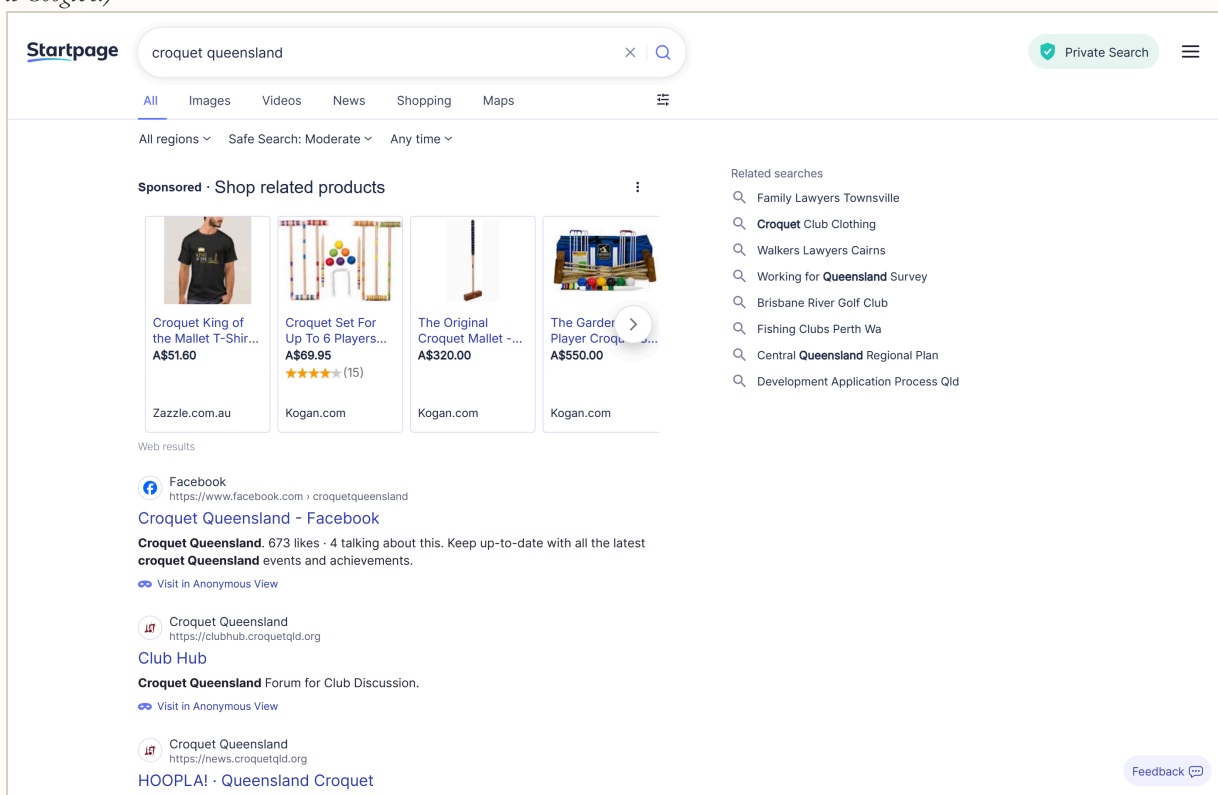 Startpage
croquet queensland
Private Search
All Images Videos News Shopping Maps
All regions Safe Search: Moderate Any time
Sponsored · Shop related products
Croquet King of
the Mallet T-Shir...
A$51.60
Zazzle.com.au
Croquet Set For
Up To 6 Players...
A$69.95
(15)
Kogan.com
The Original
Croquet Mallet -...
A$320.00
Kogan.com
The Garden
Player Croqu
A$550.00
Kogan.com
Web results
Facebook
https://www.facebook.com › croquetqueensland
Croquet Queensland - Facebook
Croquet Queensland. 673 likes · 4 talking about this. Keep up-to-date with all the latest
croquet Queensland events and achievements.
Visit in Anonymous View
Croquet Queensland
https://clubhub.croquetqld.org
Club Hub
Croquet Queensland Forum for Club Discussion.
Visit in Anonymous View
Croquet Queensland
https://news.croquetqld.org
HOOPLA! · Queensland Croquet
Related searches
Family Lawyers Townsville
Croquet Club Clothing
Walkers Lawyers Cairns
Working for Queensland Survey
Brisbane River Golf Club
Fishing Clubs Perth Wa
Central Queensland Regional Plan
Development Application Process Qld
Feedback